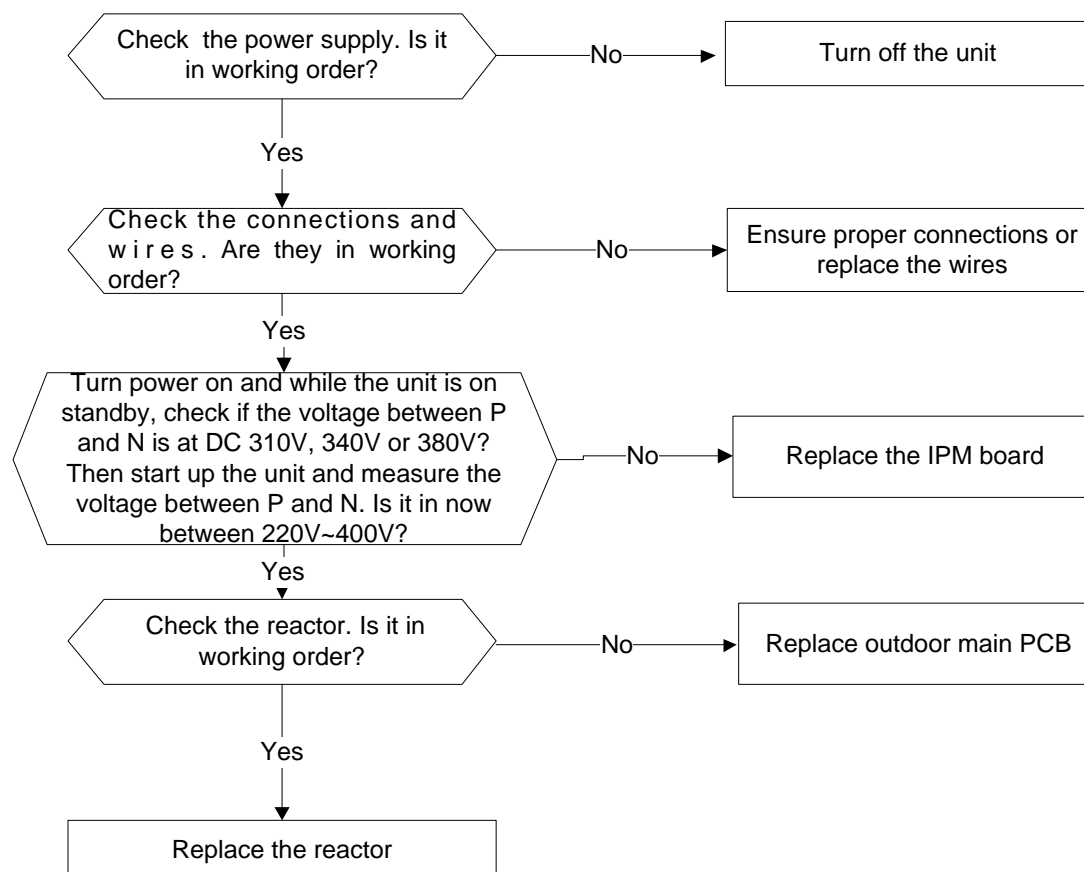 Check the power supply. Is it
in working order?
No
Turn off the unit
Yes
Check the connections and
wires. Are they in working
order?
No
Ensure proper connections or
replace the wires
Yes
Turn power on and while the unit is on
standby, check if the voltage between P
and N is at DC 310V, 340V or 380V?
Then start up the unit and measure the
voltage between P and N. Is it in now
between 220V~400V?
No
Replace the IPM board
Yes
Check the reactor. Is it in
working order?
No
Replace outdoor main PCB
Yes
Replace the reactor